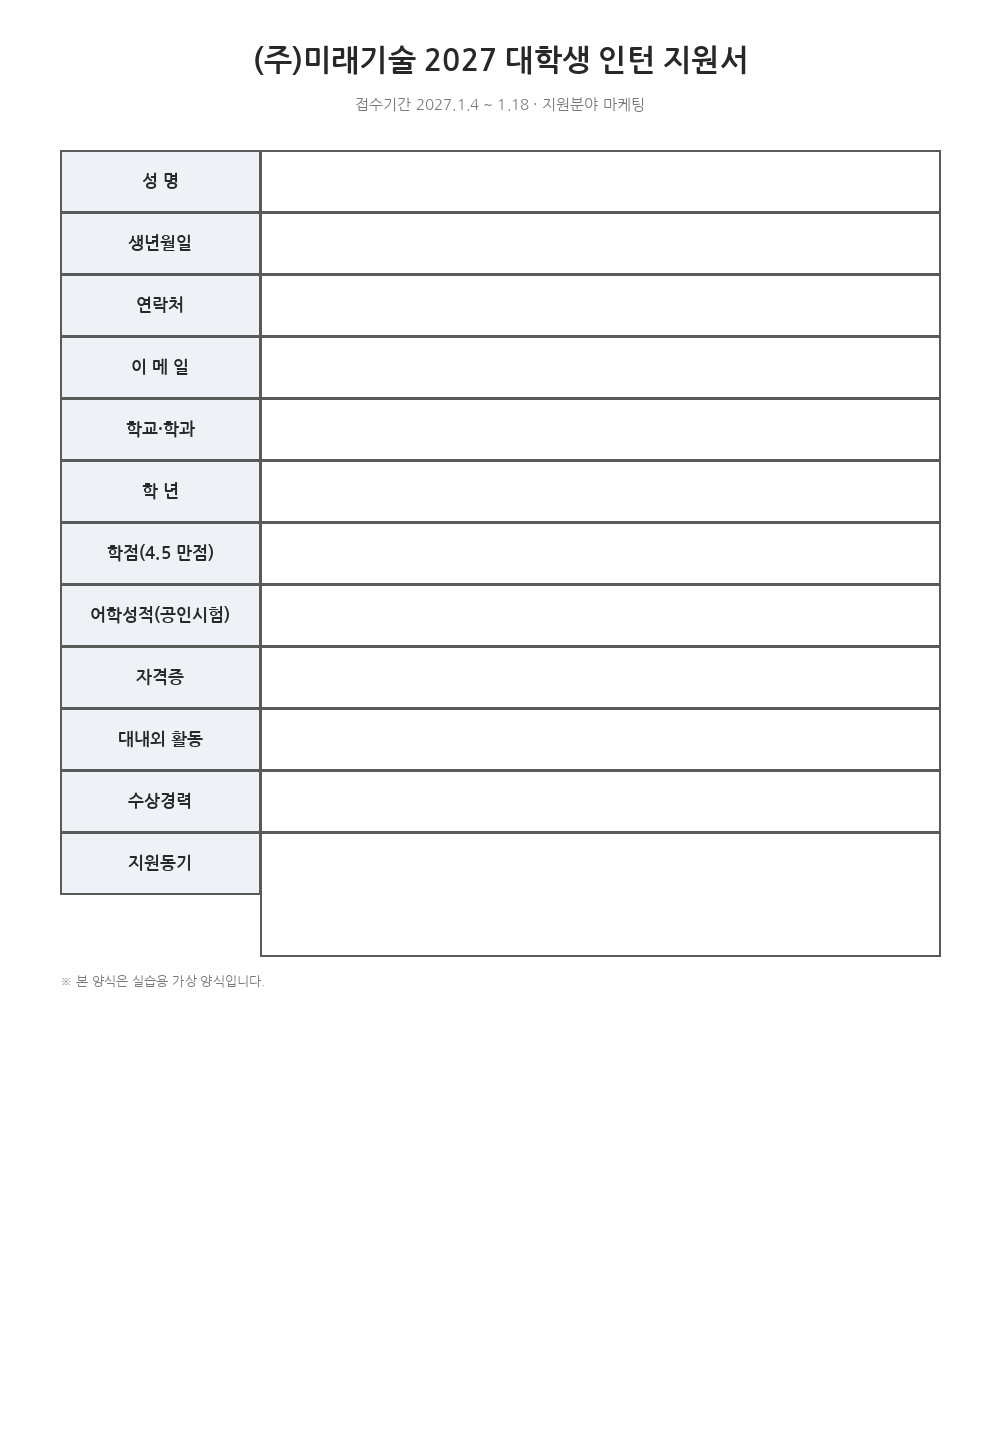 (주)미래기술 2027 대학생 인턴 지원서
접수기간 2027.1.4 ~ 1.18 · 지원분야 마케팅
성 명
생년월일
연락처
이 메 일
학교·학과
학 년
학점(4.5 만점)
어학성적(공인시험)
자격증
대내외 활동
수상경력
지원동기
※ 본 양식은 실습용 가상 양식입니다.